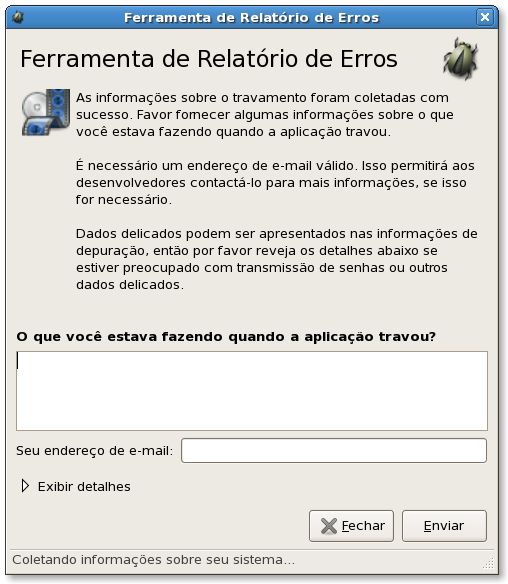 Ferramenta de Relatório de Erros
Ferramenta de Relatório de Erros
As informações sobre o travamento foram coletadas com
sucesso. Favor fornecer algumas informações sobre o que
você estava fazendo quando a aplicação travou.
É necessário um endereço de e-mail válido. Isso permitirá aos
desenvolvedores contactá-lo para mais informações, se isso
for necessário.
Dados delicados podem ser apresentados nas informações de
depuração, então por favor reveja os detalhes abaixo se
estiver preocupado com transmissão de senhas ou outros
dados delicados.
O que você estava fazendo quando a aplicação travou?
Seu endereço de e-mail:
Exibir detalhes
Fechar
Enviar
Coletando informações sobre seu sistema...